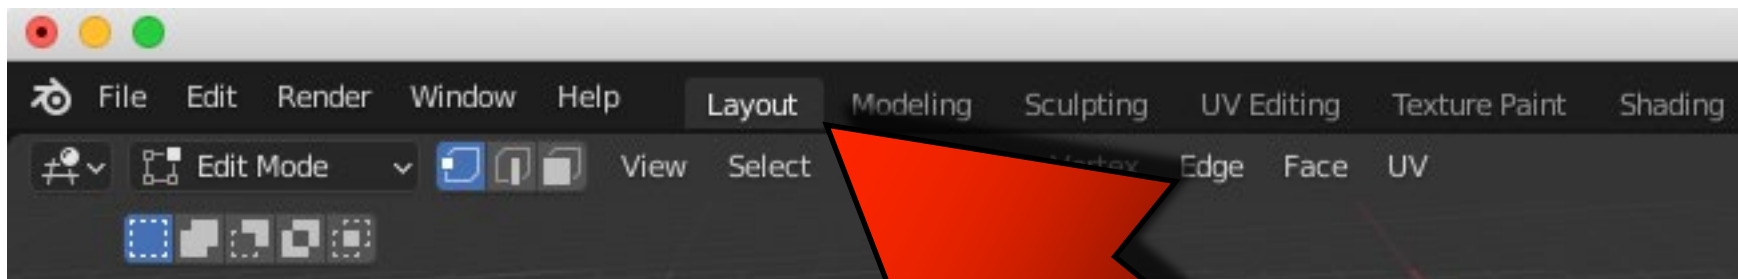 File Edit Render Window Help Layout Modeling Sculpting UV Editing Texture Paint Shading
Edit Mode View Select Vertex Edge Face UV